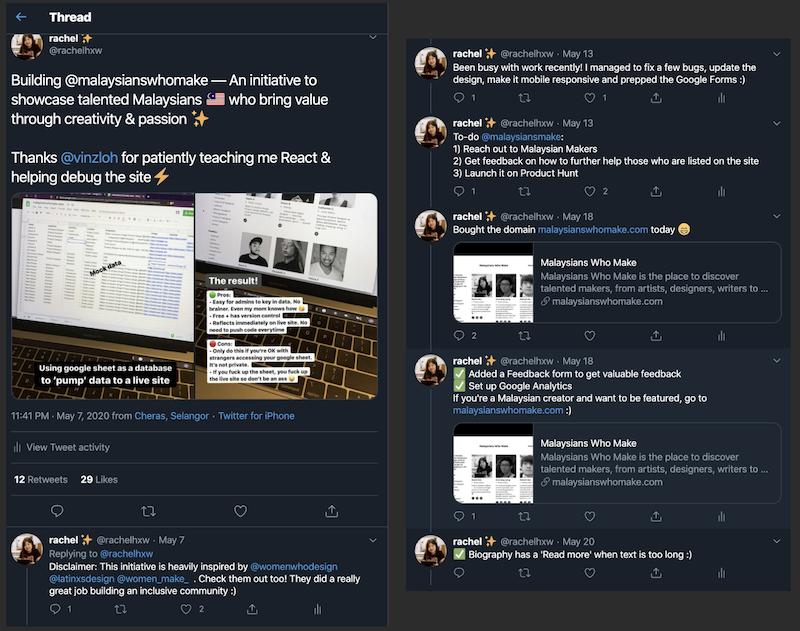 Thread
rachel ✨
@rachelhxw
Building @malaysianswhomake — An initiative to
showcase talented Malaysians 🇲🇾 who bring value
through creativity & passion ✨
Thanks @vinzloh for patiently teaching me React &
helping debug the site⚡
Mock data
Using google sheet as a database
to 'pump' data to a live site
The result!
Pros:
- Easy for admins to key in data. No
brainer. Even my mom knows how
- Free + has version control
- Reflects immediately on live site. No
need to push code everytime
Cons:
- Only do this if you're OK with
strangers accessing your google sheet.
It's not private.
- If you fuck up the sheet, you fuck up
the live site so don't be an ass
11:41 PM · May 7, 2020 from Cheras, Selangor · Twitter for iPhone
View Tweet activity
12 Retweets 29 Likes
rachel ✨ @rachelhxw · May 7
Replying to @rachelhxw
Disclaimer: This initiative is heavily inspired by @womenwhodesign
@latinxsdesign @women_make_ . Check them out too! They did a really
great job building an inclusive community :)
1 2
rachel ✨ @rachelhxw · May 13
Been busy with work recently! I managed to fix a few bugs, update the
design, make it mobile responsive and prepped the Google Forms :)
1 1
rachel ✨ @rachelhxw · May 13
To-do @malaysiansmake:
1) Reach out to Malaysian Makers
2) Get feedback on how to further help those who are listed on the site
3) Launch it on Product Hunt
1 2
rachel ✨ @rachelhxw · May 18
Bought the domain malaysianswhomake.com today 😁
Malaysians Who Make
Malaysians Who Make
Malaysians Who Make is the place to discover
talented makers, from artists, designers, writers to ...
malaysianswhomake.com
2
rachel ✨ @rachelhxw · May 18
✅ Added a Feedback form to get valuable feedback
✅ Set up Google Analytics
If you're a Malaysian creator and want to be featured, go to
malaysianswhomake.com :)
Malaysians Who Make
Malaysians Who Make
Malaysians Who Make is the place to discover
talented makers, from artists, designers, writers to ...
malaysianswhomake.com
1
rachel ✨ @rachelhxw · May 20
✅ Biography has a 'Read more' when text is too long :)